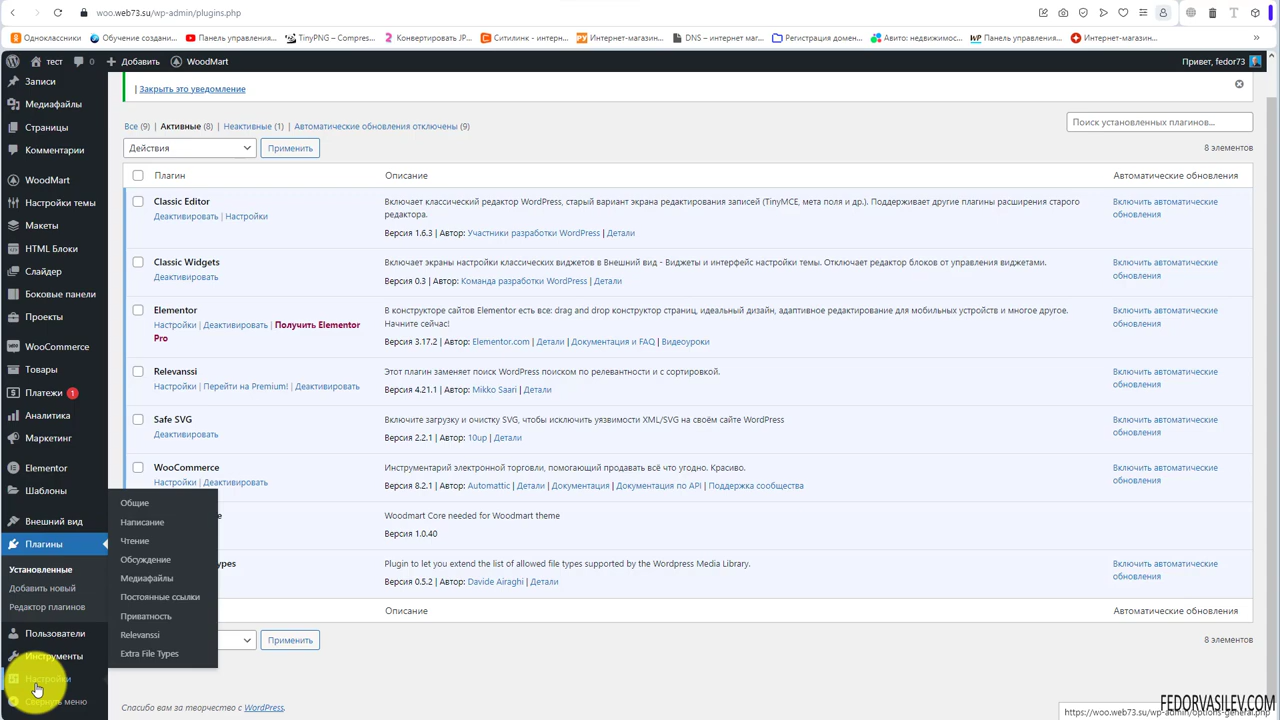 woo.web73.su/wp-admin/plugins.php
Одноклассники
Обучение создани...
Панель управления...
TinyPNG – Compres...
Конвертировать JP...
Ситилинк - интерн...
Интернет-магазин...
DNS – интернет маг...
Регистрация домен...
Авито: недвижимос...
Панель управления...
Интернет-магазин...
тест
0
Добавить
WoodMart
Привет, fedor73
Записи
Медиафайлы
Страницы
Комментарии
WoodMart
Настройки темы
Макеты
HTML Блоки
Слайдер
Боковые панели
Проекты
WooCommerce
Товары
Платежи 1
Аналитика
Маркетинг
Elementor
Шаблоны
Внешний вид
Плагины
Установленные
Добавить новый
Редактор плагинов
Пользователи
Инструменты
Настройки
Свернуть меню
Общие
Написание
Чтение
Обсуждение
Медиафайлы
Постоянные ссылки
Приватность
Relevanssi
Extra File Types
| Закрыть это уведомление
Все (9) | Активные (8) | Неактивные (1) | Автоматические обновления отключены (9)
Поиск установленных плагинов...
Действия
Применить
8 элементов
Плагин
Описание
Автоматические обновления
Classic Editor
Деактивировать | Настройки
Включает классический редактор WordPress, старый вариант экрана редактирования записей (TinyMCE, мета поля и др.). Поддерживает другие плагины расширения старого
редактора.
Версия 1.6.3 | Автор: Участники разработки WordPress | Детали
Включить автоматические
обновления
Classic Widgets
Деактивировать
Включает экраны настройки классических виджетов в Внешний вид - Виджеты и интерфейс настройки темы. Отключает редактор блоков от управления виджетами.
Версия 0.3 | Автор: Команда разработки WordPress | Детали
Включить автоматические
обновления
Elementor
Настройки | Деактивировать | Получить Elementor
Pro
В конструкторе сайтов Elementor есть все: drag and drop конструктор страниц, идеальный дизайн, адаптивное редактирование для мобильных устройств и многое другое.
Начните сейчас!
Версия 3.17.2 | Автор: Elementor.com | Детали | Документация и FAQ | Видеоуроки
Включить автоматические
обновления
Relevanssi
Настройки | Перейти на Premium! | Деактивировать
Этот плагин заменяет поиск WordPress поиском по релевантности и с сортировкой.
Версия 4.21.1 | Автор: Mikko Saari | Детали
Включить автоматические
обновления
Safe SVG
Деактивировать
Включите загрузку и очистку SVG, чтобы исключить уязвимости XML/SVG на своём сайте WordPress
Версия 2.2.1 | Автор: 10up | Детали
Включить автоматические
обновления
WooCommerce
Настройки | Деактивировать
Инструментарий электронной торговли, помогающий продавать всё что угодно. Красиво.
Версия 8.2.1 | Автор: Automattic | Детали | Документация | Документация по API | Поддержка сообщества
Включить автоматические
обновления
Woodmart Core needed for Woodmart theme
Версия 1.0.40
Plugin to let you extend the list of allowed file types supported by the Wordpress Media Library.
Версия 0.5.2 | Автор: Davide Airaghi | Детали
Включить автоматические
обновления
Описание
Автоматические обновления
Применить
8 элементов
Спасибо вам за творчество с WordPress.
FEDORVASILEV.COM
https://woo.web73.su/wp-admin/options-general.php